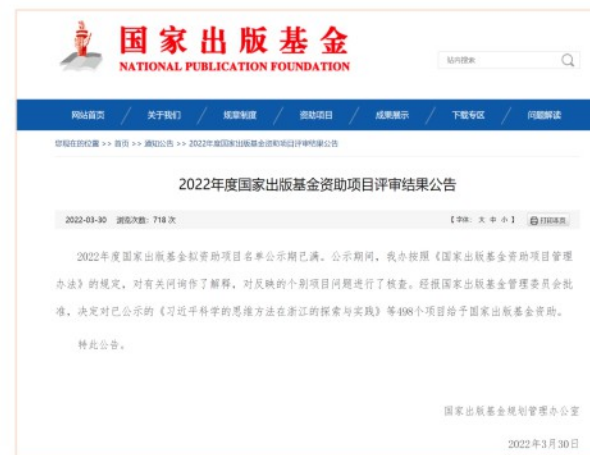 国家出版基金
NATIONAL PUBLICATION FOUNDATION
站内搜索
网站首页 / 关于我们 / 规章制度 / 资助项目 / 成果展示 / 下载专区 / 问题解读
您现在的位置 >> 首页 >> 通知公告 >> 2022年度国家出版基金资助项目评审结果公告
2022年度国家出版基金资助项目评审结果公告
2022-03-30 浏览次数：718 次 【 字体： 大 中 小 】 打印本页
2022年度国家出版基金拟资助项目名单公示期已满。公示期间，我办按照《国家出版基金资助项目管理
办法》的规定，对有关问询作了解释，对反映的个别项目问题进行了核查。经报国家出版基金管理委员会批
准，决定对已公示的《习近平科学的思维方法在浙江的探索与实践》等498个项目给予国家出版基金资助。
特此公告。
国家出版基金规划管理办公室
2022年3月30日